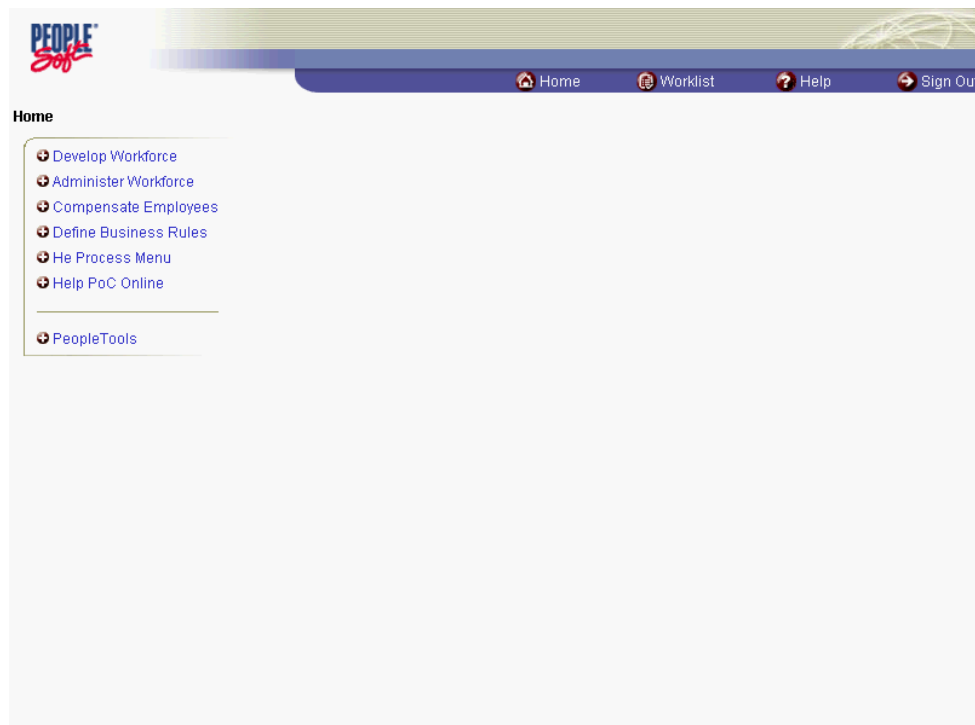 PEOPLE
Soft
Home Worklist Help Sign Ou
Home
Develop Workforce
Administer Workforce
Compensate Employees
Define Business Rules
He Process Menu
Help PoC Online
PeopleTools